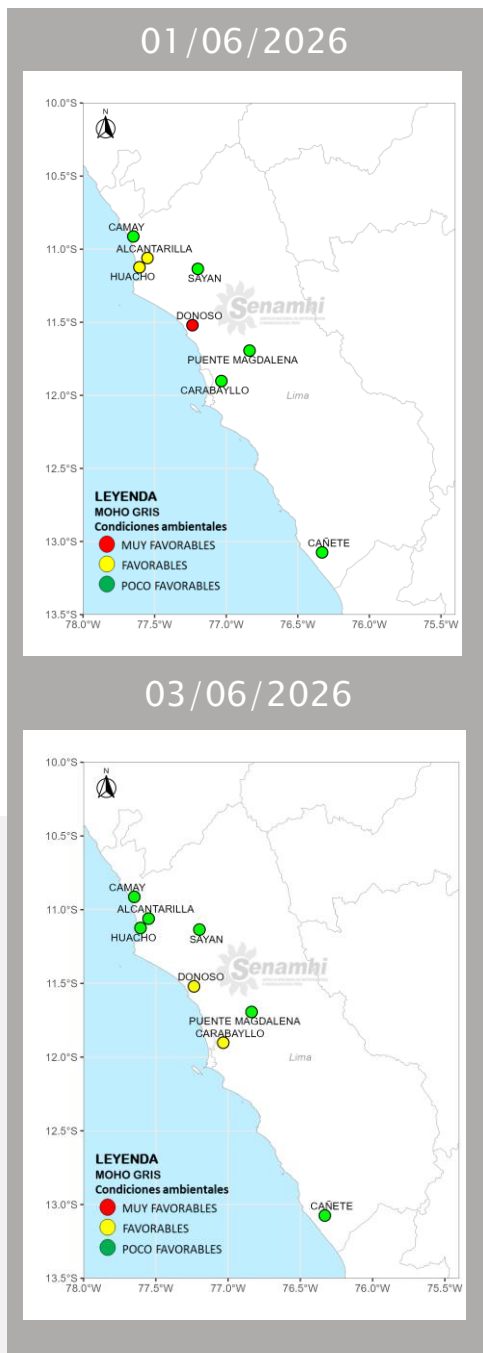 01/06/2026
N
10.0°S
10.5°S
CAMAY
11.0°S
ALCANTARILLA
HUACHO
SAYAN
Senamhi
11.5°S
DONOSO
PUENTE MAGDALENA
CARABAYLLO
12.0°S
Lima
12.5°S
LEYENDA
MOHO GRIS
Condiciones ambientales
CAÑETE
13.0°S
MUY FAVORABLES
FAVORABLES
POCO FAVORABLES
13.5°S
78.0°W 77.5°W 77.0°W 76.5°W 76.0°W 75.5°W
03/06/2026
10.0°S
N
10.5°S
CAMAY
11.0°S
ALCANTARILLA
HUACHO
SAYAN
Senamhi
11.5°S
DONOSO
PUENTE MAGDALENA
CARABAYLLO
12.0°S
Lima
12.5°S
LEYENDA
MOHO GRIS
Condiciones ambientales
CAÑETE
13.0°S
MUY FAVORABLES
FAVORABLES
POCO FAVORABLES
13.5°S
78.0°W 77.5°W 77.0°W 76.5°W 76.0°W 75.5°W